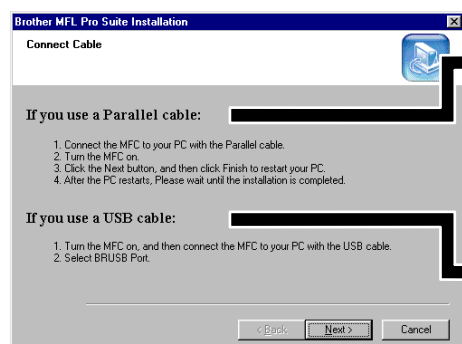 Brother MFL Pro Suite Installation
Connect Cable
If you use a Parallel cable:
1. Connect the MFC to your PC with the Parallel cable.
2. Turn the MFC on.
3. Click the Next button, and then click Finish to restart your PC.
4. After the PC restarts, Please wait until the installation is completed.
If you use a USB cable:
1. Turn the MFC on, and then connect the MFC to your PC with the USB cable.
2. Select BRUSB Port.
< Back
Next >
Cancel